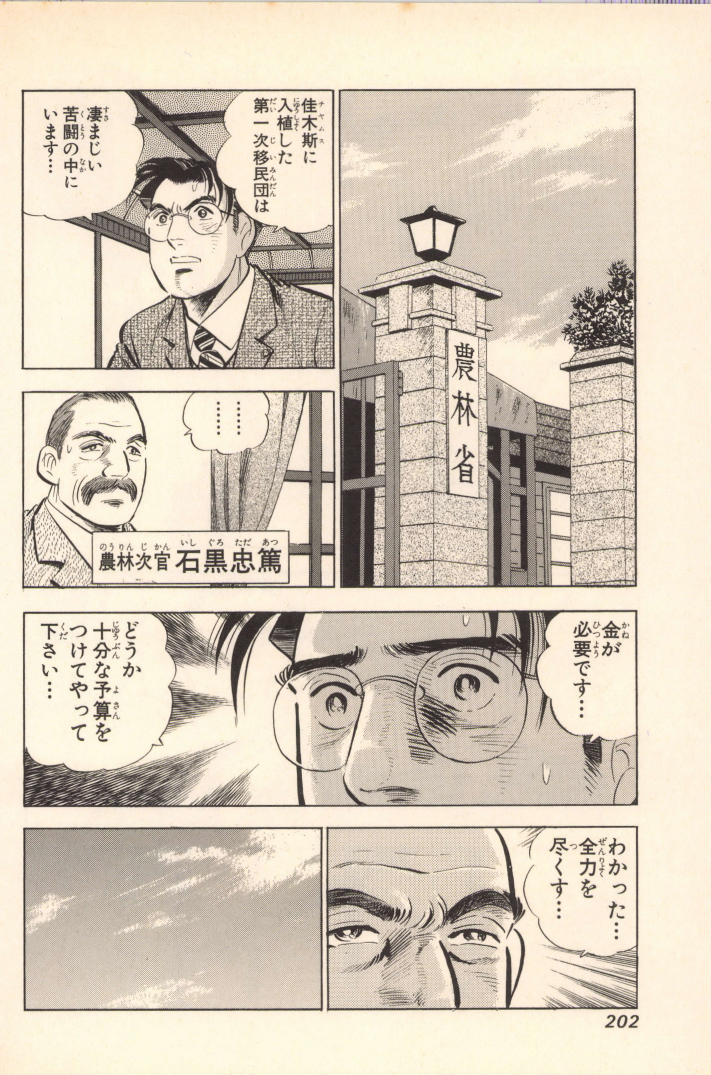 農林省
佳木斯に
入植した
第一次移民団は
凄まじい
苦闘の中に
います…
………
農林次官 石黒忠篤
金が
必要です…
どうか
十分な予算を
つけてやって
下さい…
わかった…
全力を
尽くす…
202